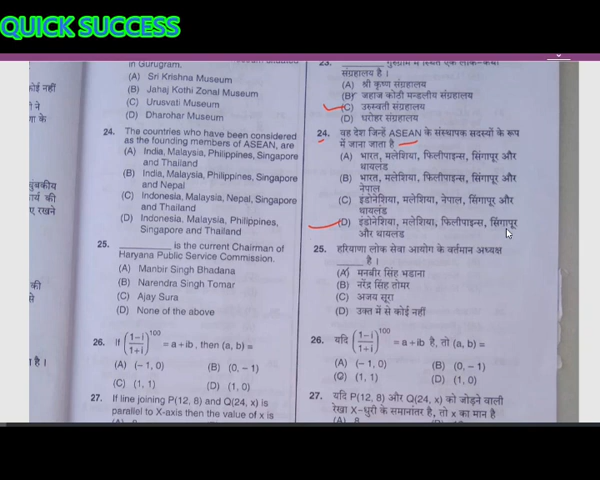 QUICK SUCCESS
in Gurugram.
(A) Sri Krishna Museum
(B) Jahaj Kothi Zonal Museum
(C) Urusvati Museum
(D) Dharohar Museum
24. The countries who have been considered
as the founding members of ASEAN, are
(A) India, Malaysia, Philippines, Singapore
and Thailand
(B) India, Malaysia, Philippines, Singapore
and Nepal
(C) Indonesia, Malaysia, Nepal, Singapore
and Thailand
(D) Indonesia, Malaysia, Philippines,
Singapore and Thailand
25. ________ is the current Chairman of
Haryana Public Service Commission.
(A) Manbir Singh Bhadana
(B) Narendra Singh Tomar
(C) Ajay Sura
(D) None of the above
26. If (1–i/1+i)^100 = a+ib, then (a, b) =
(A) (–1, 0) (B) (0, –1)
(C) (1, 1) (D) (1, 0)
27. If line joining P(12, 8) and Q(24, x) is
parallel to X-axis then the value of x is
23. ________ गुरुग्राम में स्थित एक
संग्रहालय है ।
(A) श्री कृष्ण संग्रहालय
(B) जहाज कोठी मण्डलीय संग्रहालय
(C) उरुस्वती संग्रहालय
(D) धरोहर संग्रहालय
24. वह देश जिन्हें ASEAN के संस्थापक सदस्यों के रूप
में जाना जाता है
(A) भारत, मलेशिया, फिलीपाइन्स, सिंगापुर और
थायलंड
(B) भारत, मलेशिया, फिलीपाइन्स, सिंगापुर और
नेपाल
(C) इंडोनेशिया, मलेशिया, नेपाल, सिंगापुर और
थायलंड
(D) इंडोनेशिया, मलेशिया, फिलीपाइन्स, सिंगापुर
और थायलंड
25. हरियाणा लोक सेवा आयोग के वर्तमान अध्यक्ष
________ है ।
(A) मनबीर सिंह भडाना
(B) नरेंद्र सिंह तोमर
(C) अजय सूरा
(D) उक्त में से कोई नहीं
26. यदि (1–i/1+i)^100 = a+ib है, तो (a, b) =
(A) (–1, 0) (B) (0, –1)
(C) (1, 1) (D) (1, 0)
27. यदि P(12, 8) और Q(24, x) को जोड़ने वाली
रेखा X-धुरी के समानांतर है, तो x का मान है